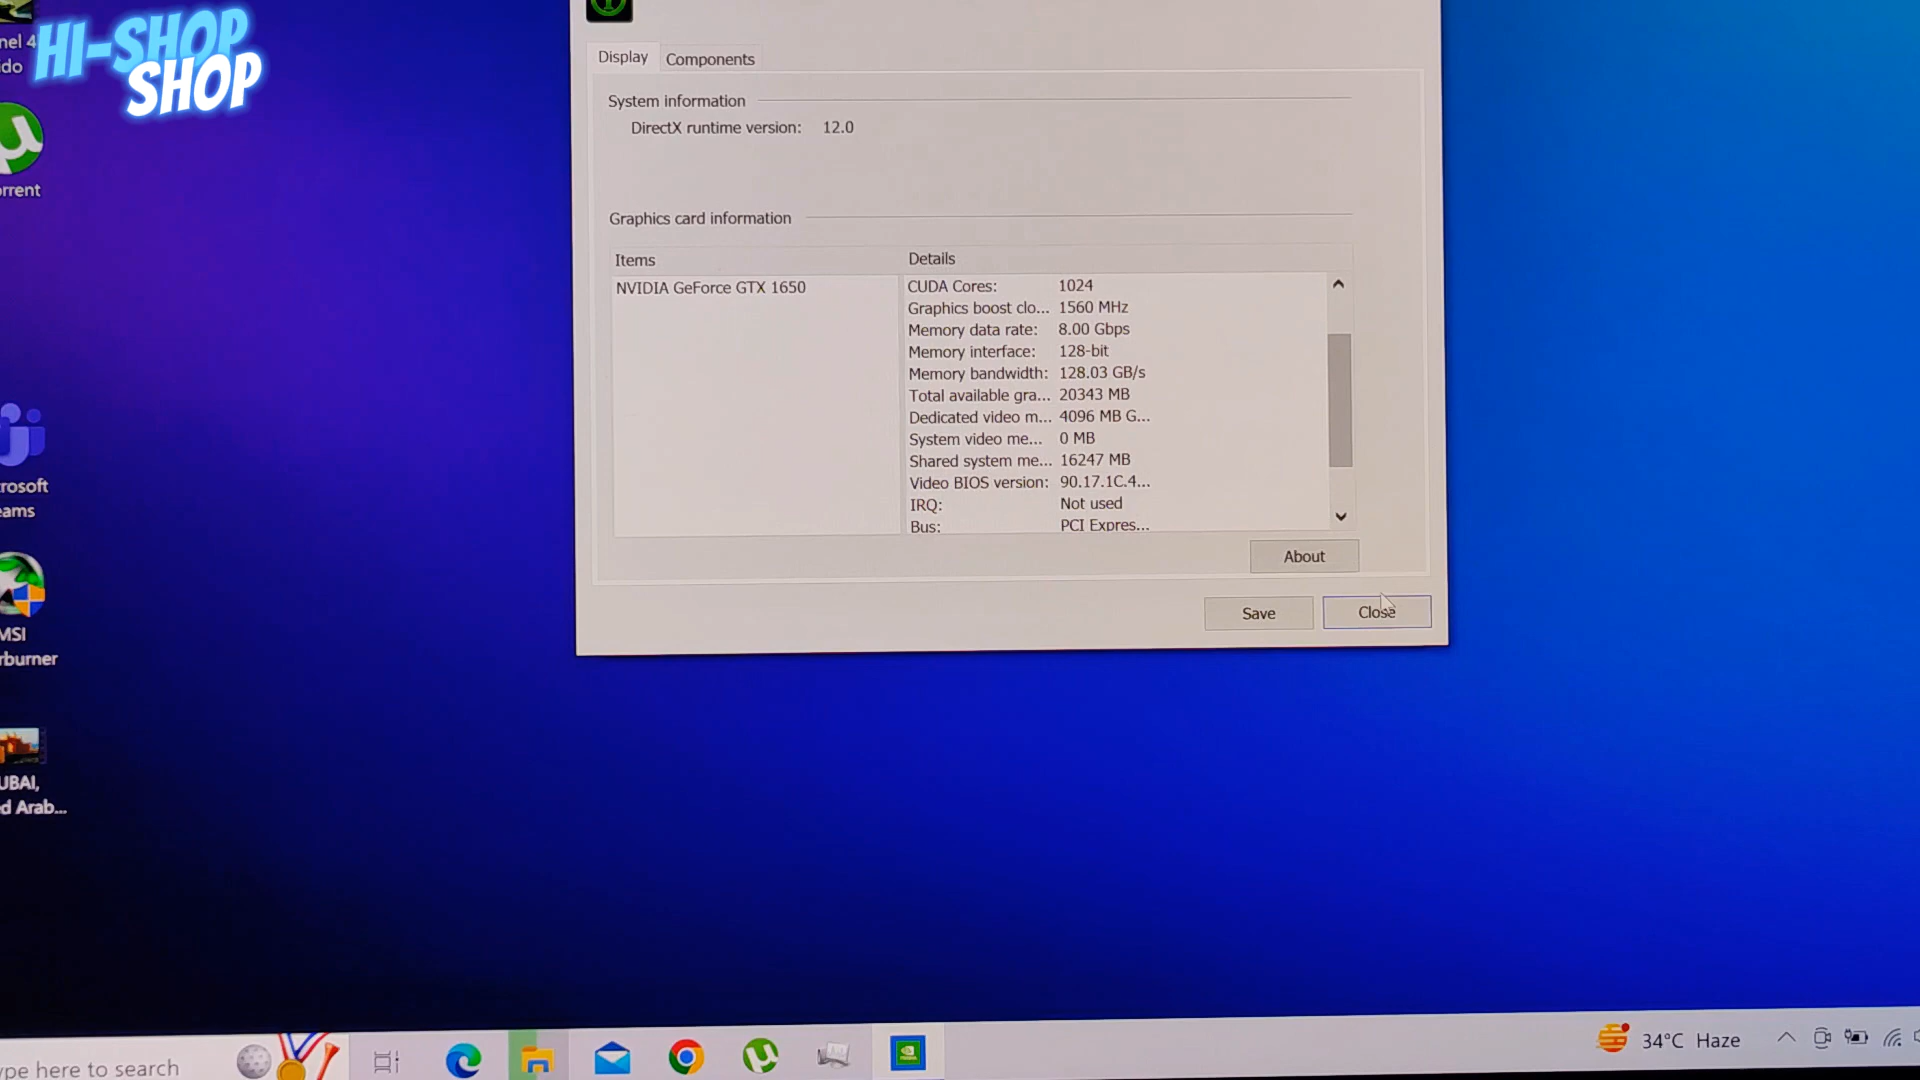 HI-SHOP
SHOP
nel 4
ido
orrent
rosoft
eams
MSI
rburner
UBAI,
d Arab...
Display
Components
System information
DirectX runtime version: 12.0
Graphics card information
Items
Details
NVIDIA GeForce GTX 1650
CUDA Cores: 1024
Graphics boost clo... 1560 MHz
Memory data rate: 8.00 Gbps
Memory interface: 128-bit
Memory bandwidth: 128.03 GB/s
Total available gra... 20343 MB
Dedicated video m... 4096 MB G...
System video me... 0 MB
Shared system me... 16247 MB
Video BIOS version: 90.17.1C.4...
IRQ: Not used
Bus: PCI Expres...
About
Save
Close
ype here to search
34°C Haze